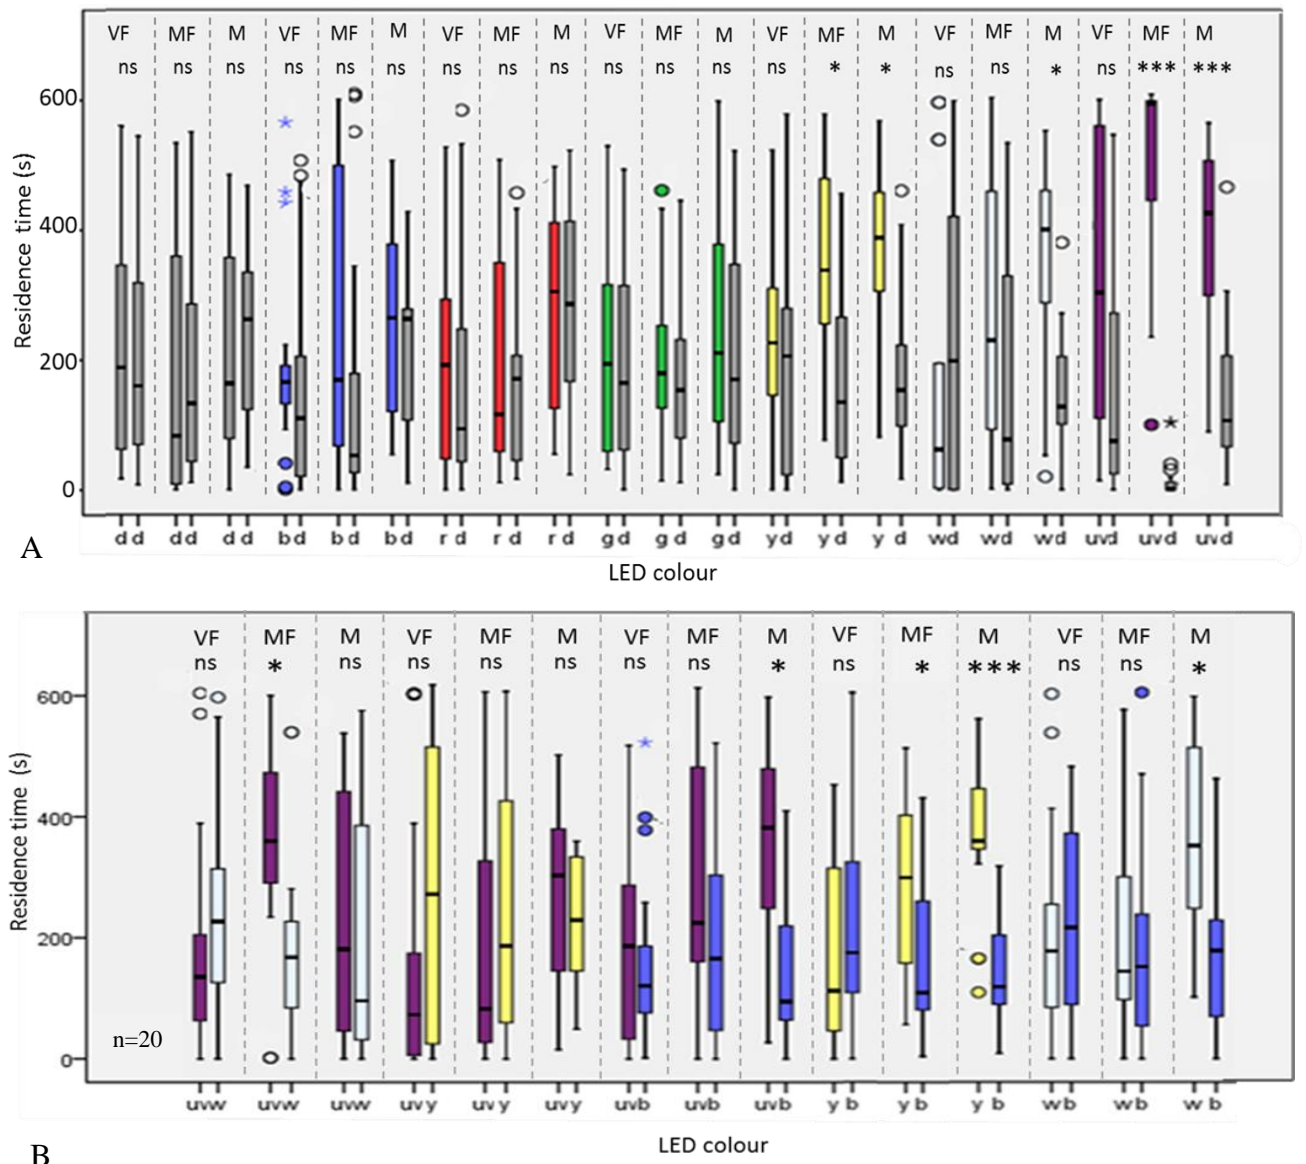 VF MF M VF MF M VF MF M VF MF M VF MF M VF MF M VF MF M
ns ns ns ns ns ns ns ns ns ns ns ns ns * * ns ns * ns *** ***
600
400
200
0
Residence time (s)
d d d d d d b d b d b d r d r d r d g d g d g d y d y d y d w d w d w d uv d uv d uv d
A
LED colour
VF MF M VF MF M VF MF M VF MF M VF MF M
ns * ns ns ns ns ns ns * ns * *** ns ns *
600
400
200
0
Residence time (s)
n=20
uv w uv w uv w uv y uv y uv y uv b uv b uv b y b y b y b w b w b w b
LED colour
B